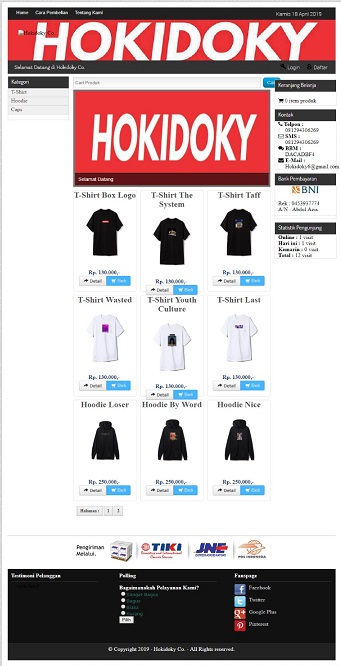 Home Cara Pembelian Tentang Kami
Kamis 18 April 2019
HOKIDOKY
Hokidoky Co.
Selamat Datang di Hokidoky Co.
Login Daftar
Kategori
T-Shirt
Hoodie
Caps
Cari Produk
Cari
HOKIDOKY
Selamat Datang
T-Shirt Box Logo
Rp. 130.000,-
Detail Beli
T-Shirt The
System
Rp. 130.000,-
Detail Beli
T-Shirt Taff
Rp. 130.000,-
Detail Beli
T-Shirt Wasted
Rp. 130.000,-
Detail Beli
T-Shirt Youth
Culture
Rp. 130.000,-
Detail Beli
T-Shirt Last
Rp. 130.000,-
Detail Beli
Hoodie Loser
Rp. 250.000,-
Detail Beli
Hoodie By Word
Rp. 250.000,-
Detail Beli
Hoodie Nice
Rp. 250.000,-
Detail Beli
Halaman : 1 2
Keranjang Belanja
0 item produk
Kontak
Telpon :
081294306269
SMS :
081294306269
BBM :
DACADBF4
E-Mail :
Hokidoky6@gmail.com
Bank Pembayaran
BNI
Rek : 0453997774
A/N : Abdul Azis
Statistik Pengunjung
Online : 1 visit
Hari ini : 1 visit
Kemarin : 0 visit
Total : 12 visit
Pengiriman
Melalui.
TIKI
JNE
POS INDONESIA
Testimoni Pelanggan
Polling
Bagaimanakah Pelayanan Kami?
Sangat Bagus
Bagus
Biasa
Kurang
Pilih
Fanspage
Facebook
Twitter
Google Plus
Pinterest
© Copyright 2019 - Hokidoky Co. - All Rights reserved.